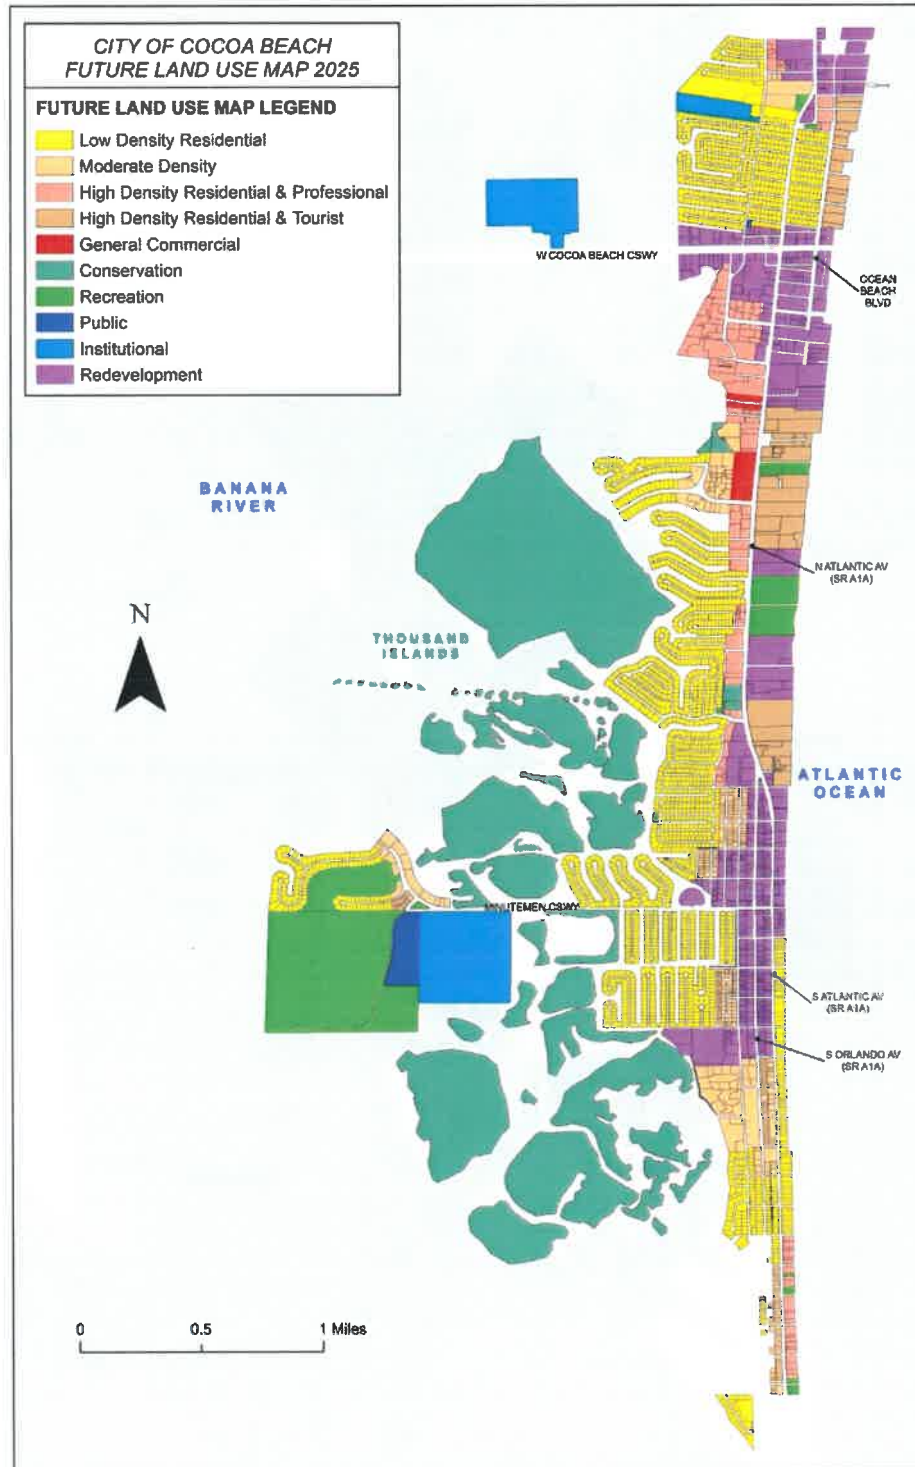 CITY OF COCOA BEACH
FUTURE LAND USE MAP 2025
FUTURE LAND USE MAP LEGEND
Low Density Residential
Moderate Density
High Density Residential & Professional
High Density Residential & Tourist
General Commercial
Conservation
Recreation
Public
Institutional
Redevelopment
W COCOA BEACH CSWY
OCEAN
BEACH
BLVD
BANANA
RIVER
N ATLANTIC AV
(SR A1A)
N
THOUSAND
ISLANDS
ATLANTIC
OCEAN
MINUTEMEN CSWY
S ATLANTIC AV
(SR A1A)
S ORLANDO AV
(SR A1A)
0 0.5 1 Miles